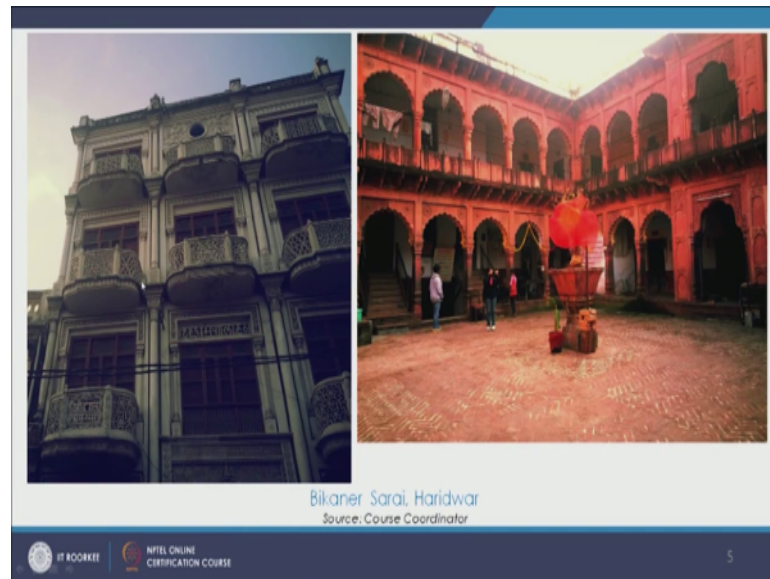 Bikaner Sarai, Haridwar
Source: Course Coordinator
IIT ROORKEE
NPTEL ONLINE
CERTIFICATION COURSE
5